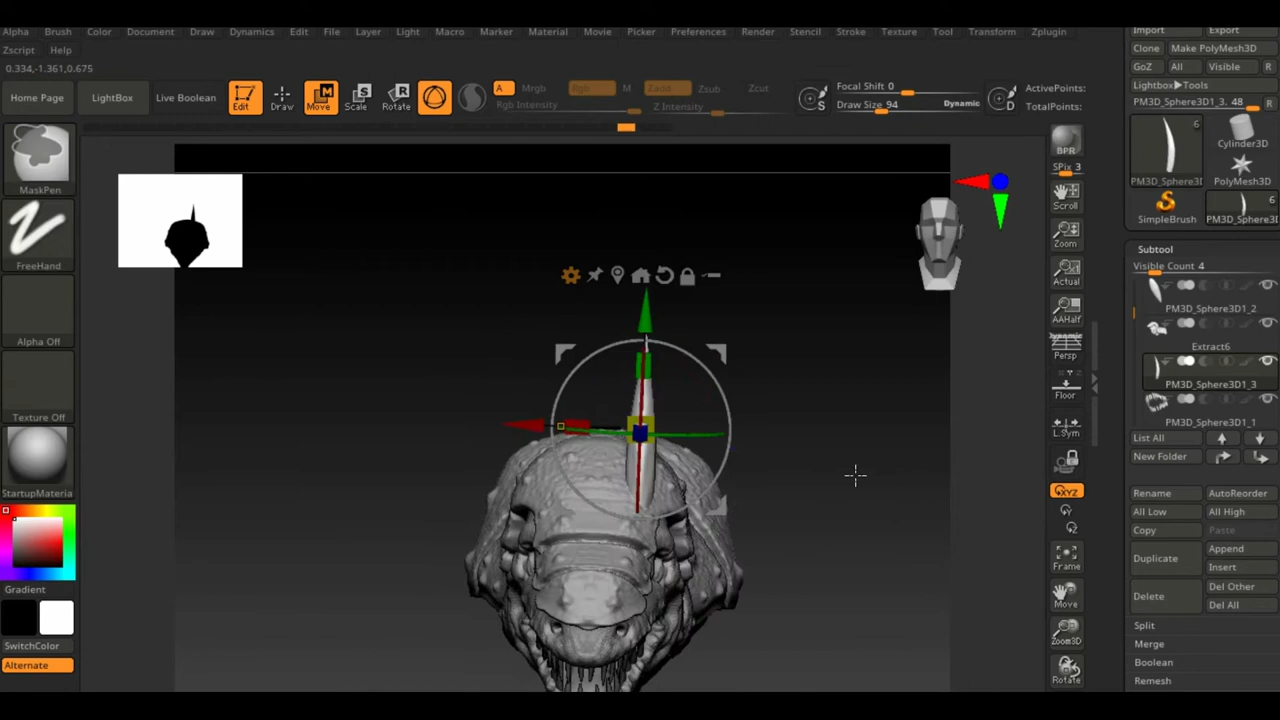 Alpha Brush Color Document Draw Dynamics Edit File Layer Light Macro Marker Material Movie Picker Preferences Render Stencil Stroke Texture Tool Transform Zplugin
Zscript Help
0.334,-1.361,0.675
Home Page LightBox Live Boolean Edit Draw Move Scale Rotate A Mrgb Rgb M Zadd Zsub Zcut
Rgb Intensity Z Intensity
Focal Shift 0
Draw Size 94 Dynamic
ActivePoints:
TotalPoints:
S
D
MaskPen
FreeHand
Alpha Off
Texture Off
StartupMateria
Gradient
SwitchColor
Alternate
BPR
SPix 3
Scroll
Zoom
Actual
AAHalf
Dynamic
Persp
Floor
L.Sym
XYZ
Y
Z
Frame
Move
Zoom3D
Rotate
Import Export
Clone Make PolyMesh3D
GoZ All Visible R
Lightbox▶Tools
PM3D_Sphere3D1_3. 48 R
6
Cylinder3D
PM3D_Sphere3D PolyMesh3D
6
SimpleBrush PM3D_Sphere3D
Subtool
Visible Count 4
PM3D_Sphere3D1_2
Extract6
PM3D_Sphere3D1_3
PM3D_Sphere3D1_1
List All
New Folder
Rename AutoReorder
All Low All High
Copy Paste
Duplicate Append
Insert
Delete Del Other
Del All
Split
Merge
Boolean
Remesh